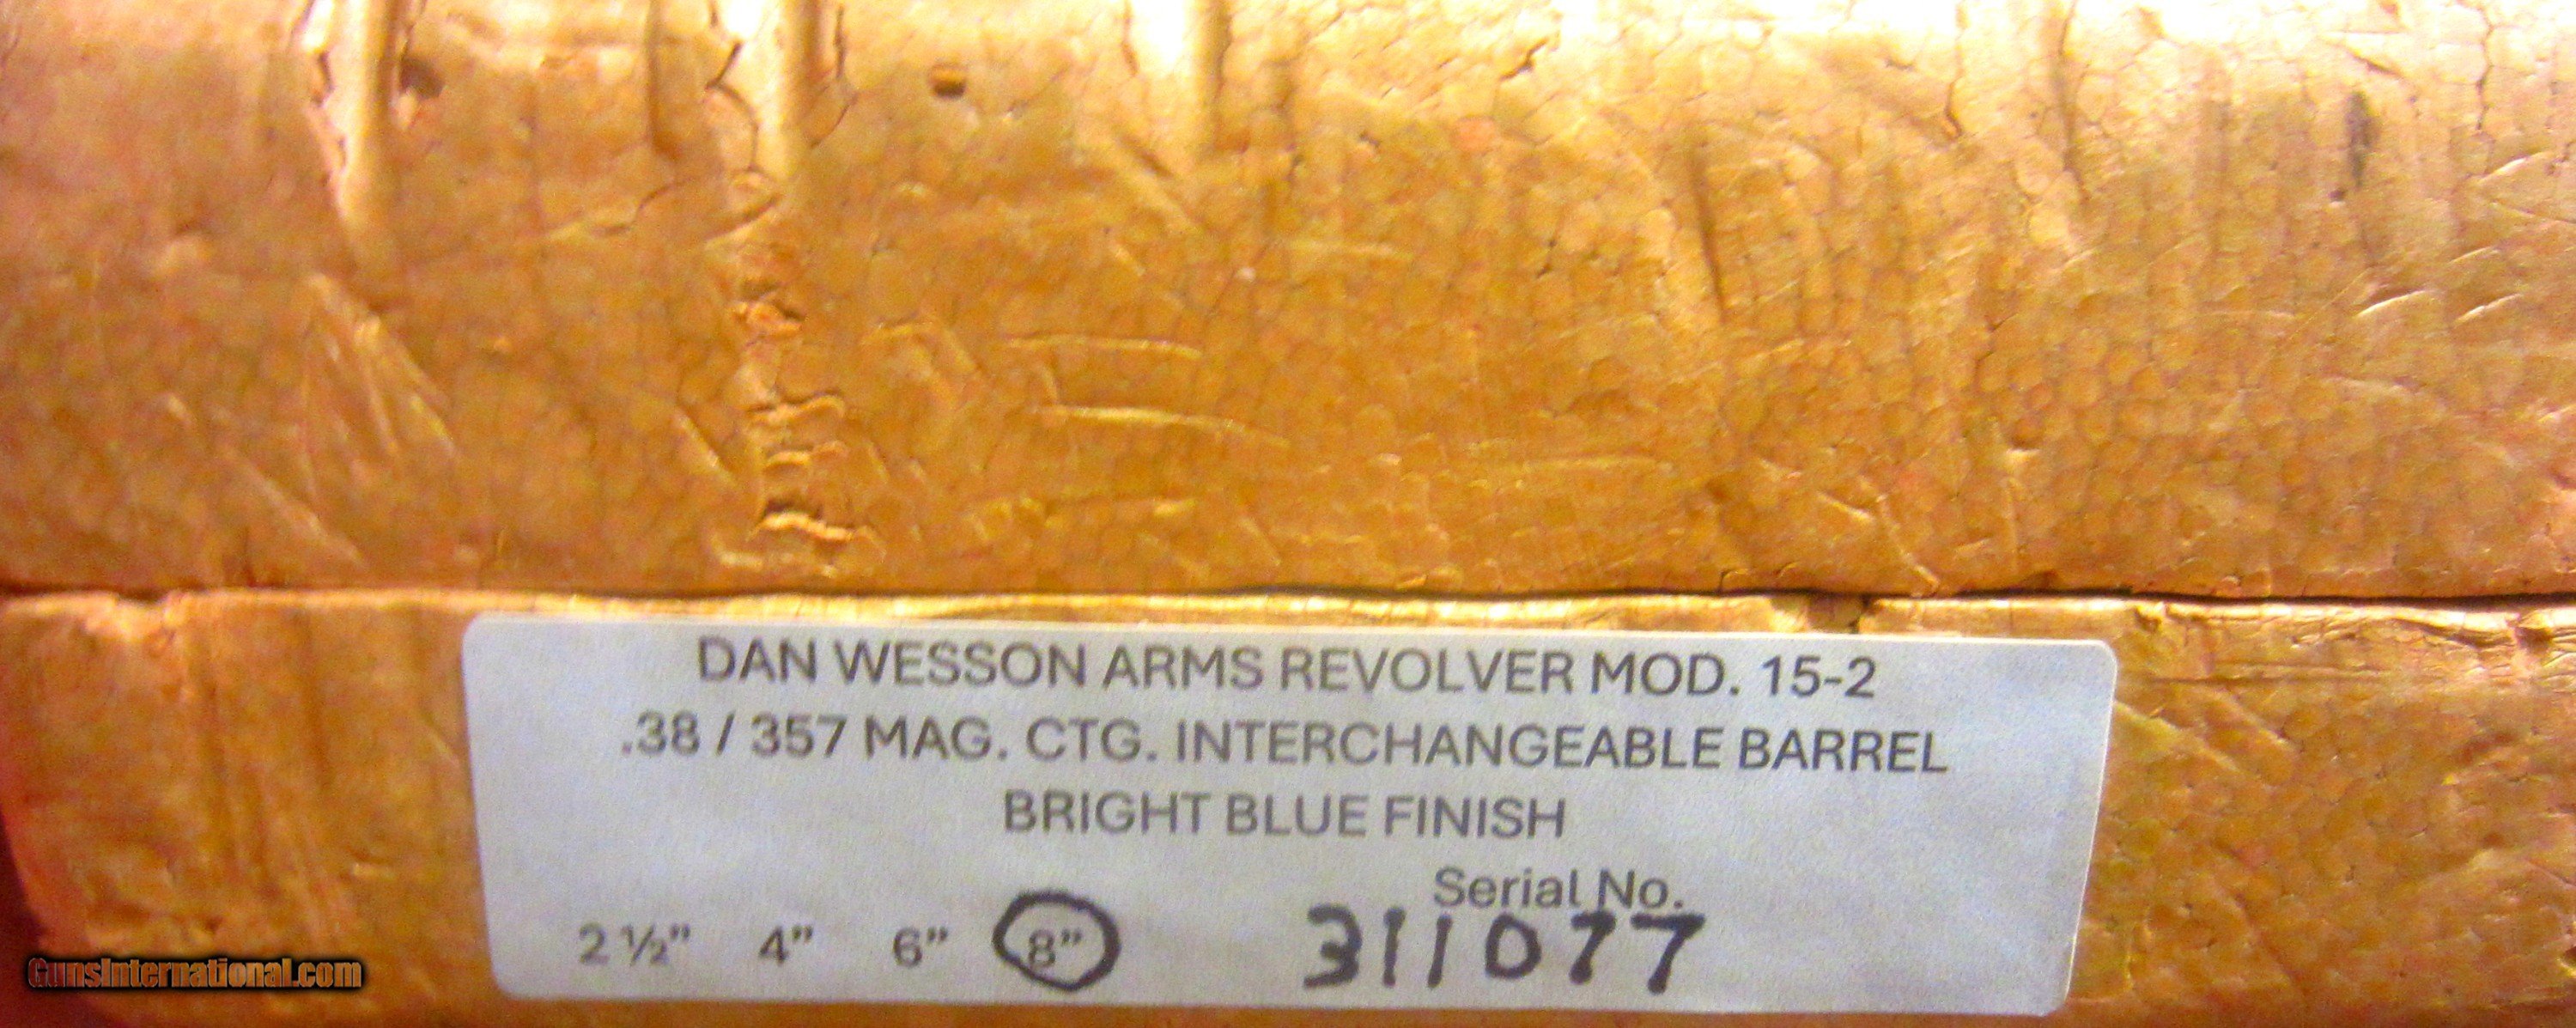 DAN WESSON ARMS REVOLVER MOD. 15-2
.38 / 357 MAG. CTG. INTERCHANGEABLE BARREL
BRIGHT BLUE FINISH
Serial No.
2 ½" 4" 6" 8" 311077
GunsInternational.com